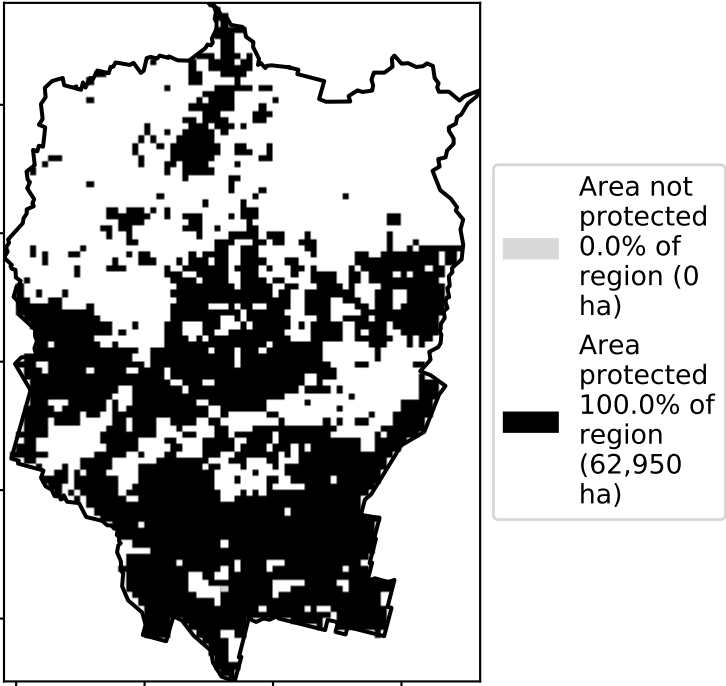 Area not
protected
0.0% of
region (0
ha)
Area
protected
100.0% of
region
(62,950
ha)